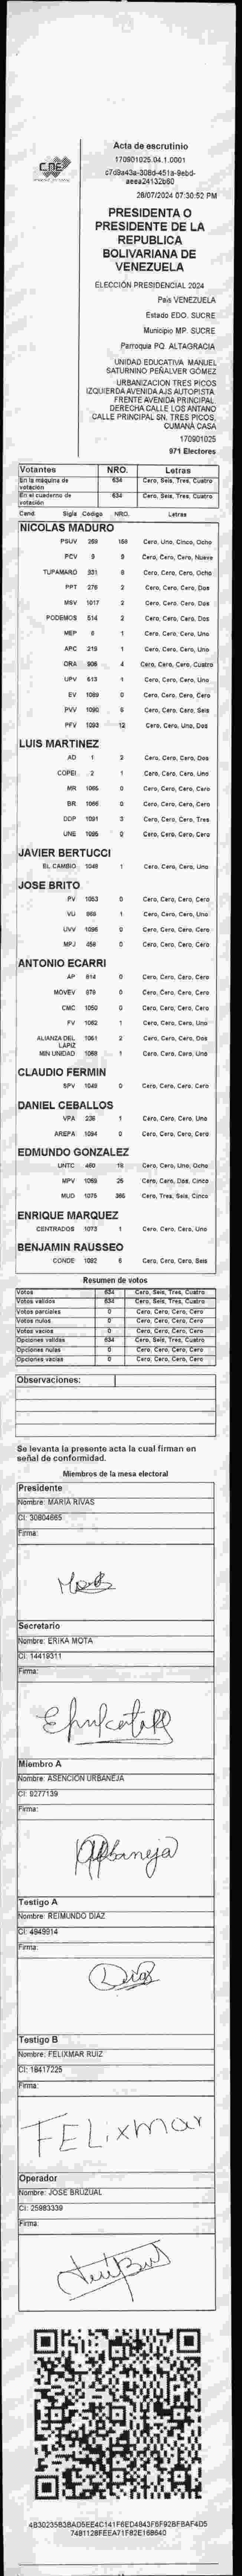 CNE
Acta de escrutinio
170901025.04.1.0001
28/07/2024 07:30:52 PM
PRESIDENTA O
PRESIDENTE DE LA
REPUBLICA
BOLIVARIANA DE
VENEZUELA
ELECCIÓN PRESIDENCIAL 2024
País VENEZUELA
Estado EDO. SUCRE
Municipio MP. SUCRE
Parroquia PQ. ALTAGRACIA
UNIDAD EDUCATIVA MANUEL
SATURNINO PEÑALVER GÓMEZ
URBANIZACION TRES PICOS
IZQUIERDA AVENIDA AJS AUTOPISTA.
FRENTE AVENIDA PRINCIPAL.
DERECHA CALLE LOS ANTANO
CALLE PRINCIPAL SN. TRES PICOS,
CUMANÁ CASA
170901025
971 Electores
Votantes NRO. Letras
En la máquina de votación 634 Cero, Seis, Tres, Cuatro
En el cuaderno de votación 634 Cero, Seis, Tres, Cuatro
Cand. Sigla Código NRO. Letras
NICOLAS MADURO
PSUV 269 158 Cero, Uno, Cinco, Ocho
PCV 9 9 Cero, Cero, Cero, Nueve
TUPAMARO 931 8 Cero, Cero, Cero, Ocho
PPT 276 2 Cero, Cero, Cero, Dos
MSV 1017 2 Cero, Cero, Cero, Dos
PODEMOS 514 2 Cero, Cero, Cero, Dos
MEP 6 1 Cero, Cero, Cero, Uno
APC 219 1 Cero, Cero, Cero, Uno
ORA 906 4 Cero, Cero, Cero, Cuatro
UPV 613 1 Cero, Cero, Cero, Uno
EV 1089 0 Cero, Cero, Cero, Cero
PVV 1090 6 Cero, Cero, Cero, Seis
PFV 1093 12 Cero, Cero, Uno, Dos
LUIS MARTINEZ
AD 1 2 Cero, Cero, Cero, Dos
COPEI 2 1 Cero, Cero, Cero, Uno
MR 1065 0 Cero, Cero, Cero, Cero
BR 1066 0 Cero, Cero, Cero, Cero
DDP 1091 3 Cero, Cero, Cero, Tres
UNE 1095 0 Cero, Cero, Cero, Cero
JAVIER BERTUCCI
EL CAMBIO 1048 1 Cero, Cero, Cero, Uno
JOSE BRITO
PV 1053 0 Cero, Cero, Cero, Cero
VU 868 1 Cero, Cero, Cero, Uno
UVV 1096 0 Cero, Cero, Cero, Cero
MPJ 458 0 Cero, Cero, Cero, Cero
ANTONIO ECARRI
AP 814 0 Cero, Cero, Cero, Cero
MOVEV 979 0 Cero, Cero, Cero, Cero
CMC 1050 0 Cero, Cero, Cero, Cero
FV 1062 1 Cero, Cero, Cero, Uno
ALIANZA DEL LÁPIZ 1061 2 Cero, Cero, Cero, Dos
MIN UNIDAD 1068 1 Cero, Cero, Cero, Uno
CLAUDIO FERMIN
SPV 1049 0 Cero, Cero, Cero, Cero
DANIEL CEBALLOS
VPA 236 1 Cero, Cero, Cero, Uno
AREPA 1094 0 Cero, Cero, Cero, Cero
EDMUNDO GONZALEZ
UNTC 460 18 Cero, Cero, Uno, Ocho
MPV 1059 25 Cero, Cero, Dos, Cinco
MUD 1075 365 Cero, Tres, Seis, Cinco
ENRIQUE MARQUEZ
CENTRADOS 1073 1 Cero, Cero, Cero, Uno
BENJAMIN RAUSSEO
CONDE 1092 6 Cero, Cero, Cero, Seis
Resumen de votos
Votos 634 Cero, Seis, Tres, Cuatro
Votos validos 634 Cero, Seis, Tres, Cuatro
Votos parciales 0 Cero, Cero, Cero, Cero
Votos nulos 0 Cero, Cero, Cero, Cero
Votos vacios 0 Cero, Cero, Cero, Cero
Opciones validas 634 Cero, Seis, Tres, Cuatro
Opciones nulas 0 Cero, Cero, Cero, Cero
Opciones vacias 0 Cero, Cero, Cero, Cero
Observaciones:
Se levanta la presente acta la cual firman en
señal de conformidad.
Miembros de la mesa electoral
Presidente
Nombre: MARIA RIVAS
CI: 30804665
Firma:
Secretario
Nombre: ERIKA MOTA
CI: 14419311
Firma:
Miembro A
Nombre: ASENCION URBANEJA
CI: 9277139
Firma:
Urbaneja
Testigo A
Nombre: REIMUNDO DIAZ
CI: 4949914
Firma:
Diaz
Testigo B
Nombre: FELIXMAR RUIZ
CI: 18417225
Firma:
FELixmar
Operador
Nombre: JOSE BRUZUAL
CI: 25983339
Firma: